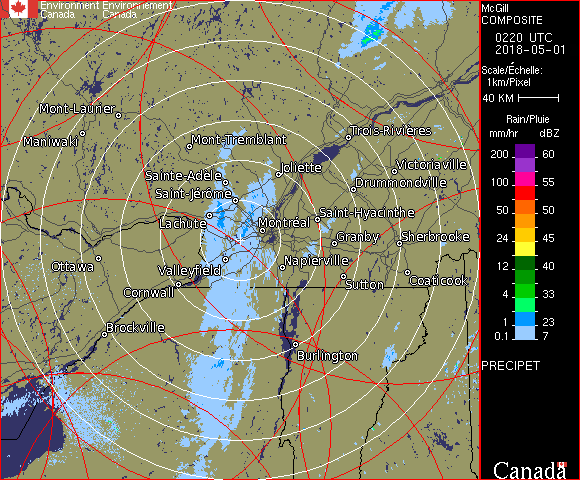 Environment Environnement
Canada Canada
McGill
COMPOSITE
0220 UTC
2018-05-01
Scale/Échelle:
1km/Pixel
40 KM
Rain/Pluie
mm/hr dBZ
200 60
100 55
50 50
24 45
12 40
4 33
1 23
0.1 7
PRECIPET
Canada
Mont-Laurier
Maniwaki
Mont-Tremblant
Trois-Rivières
Joliette
Victoriaville
Sainte-Adèle
Drummondville
Saint-Jérôme
Saint-Hyacinthe
Lachute
Montréal
Granby
Sherbrooke
Ottawa
Valleyfield
Napierville
Coaticook
Cornwall
Sutton
Brockville
Burlington